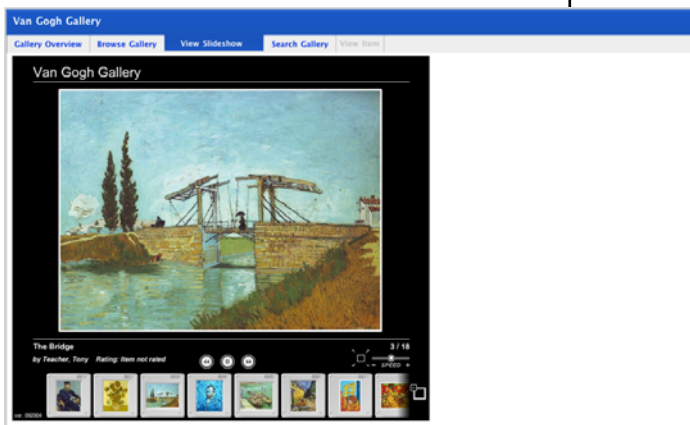 Van Gogh Gallery
Gallery Overview Browse Gallery View Slideshow Search Gallery View Item
Van Gogh Gallery
The Bridge 3 / 18
by Teacher, Tony Rating: Item not rated
- SPEED +